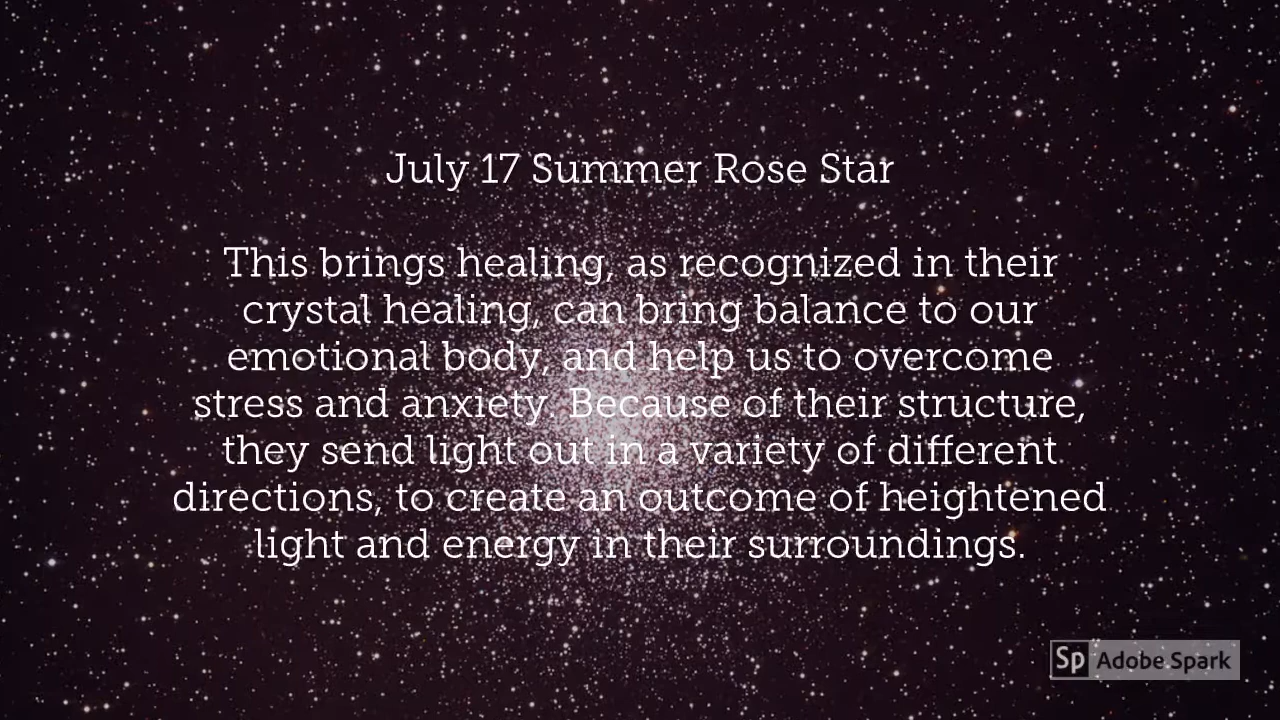 July 17 Summer Rose Star
This brings healing, as recognized in their
crystal healing, can bring balance to our
emotional body, and help us to overcome
stress and anxiety. Because of their structure,
they send light out in a variety of different
directions, to create an outcome of heightened
light and energy in their surroundings.
Sp Adobe Spark